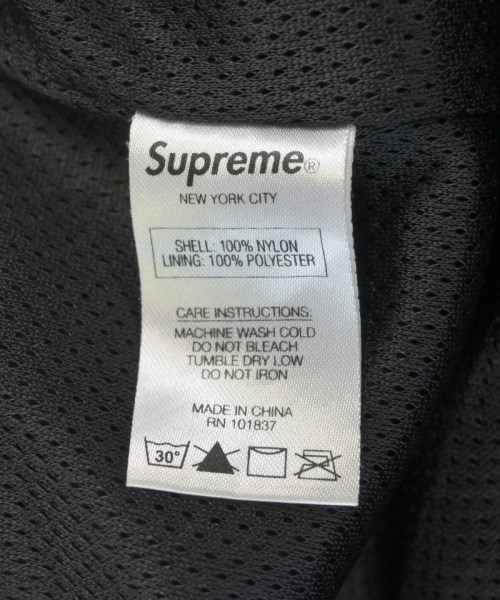 Supreme®
NEW YORK CITY
SHELL: 100% NYLON
LINING: 100% POLYESTER
CARE INSTRUCTIONS:
MACHINE WASH COLD
DO NOT BLEACH
TUMBLE DRY LOW
DO NOT IRON
MADE IN CHINA
RN 101837
30°